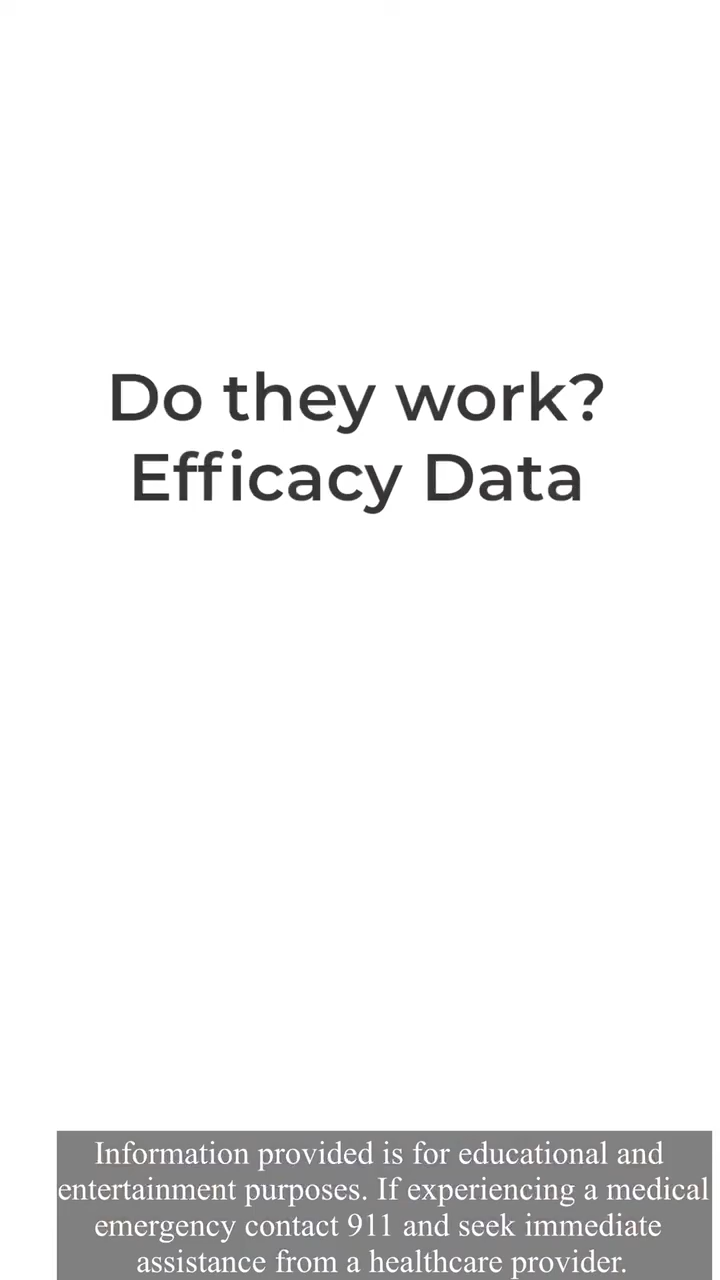 Do they work?
Efficacy Data
Information provided is for educational and
entertainment purposes. If experiencing a medical
emergency contact 911 and seek immediate
assistance from a healthcare provider.